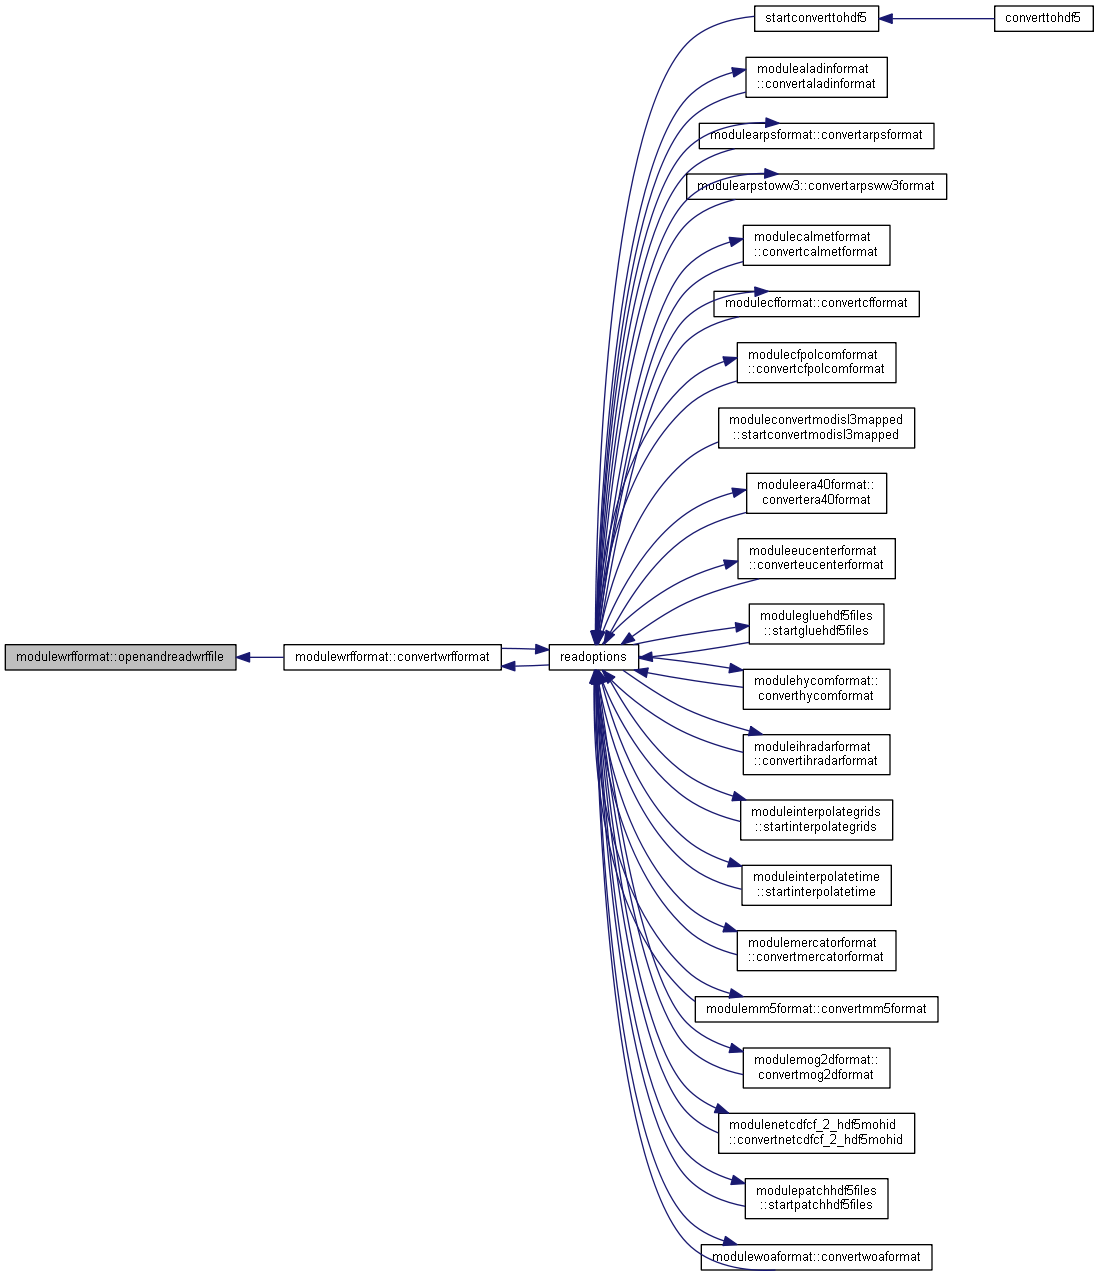 startconverttohdf5
converttohdf5
modulealadinformat
::convertaladinformat
modulearpsformat::convertarpsformat
modulearpstoww3::convertarpsww3format
modulecalmetformat
::convertcalmetformat
modulecfformat::convertcfformat
modulecfpolcomformat
::convertcfpolcomformat
moduleconvertmodisl3mapped
::startconvertmodisl3mapped
moduleera40format::
convertera40format
moduleeucenterformat
::converteucenterformat
modulegluehdf5files
::startgluehdf5files
modulewrfformat::openandreadwrffile
modulewrfformat::convertwrfformat
readoptions
modulehycomformat::
converthycomformat
moduleihradarformat
::convertihradarformat
moduleinterpolategrids
::startinterpolategrids
moduleinterpolatetime
::startinterpolatetime
modulemercatorformat
::convertmercatorformat
modulemm5format::convertmm5format
modulemog2dformat::
convertmog2dformat
modulenetcdfcf_2_hdf5mohid
::convertnetcdfcf_2_hdf5mohid
modulepatchhdf5files
::startpatchhdf5files
modulewoaformat::convertwoaformat